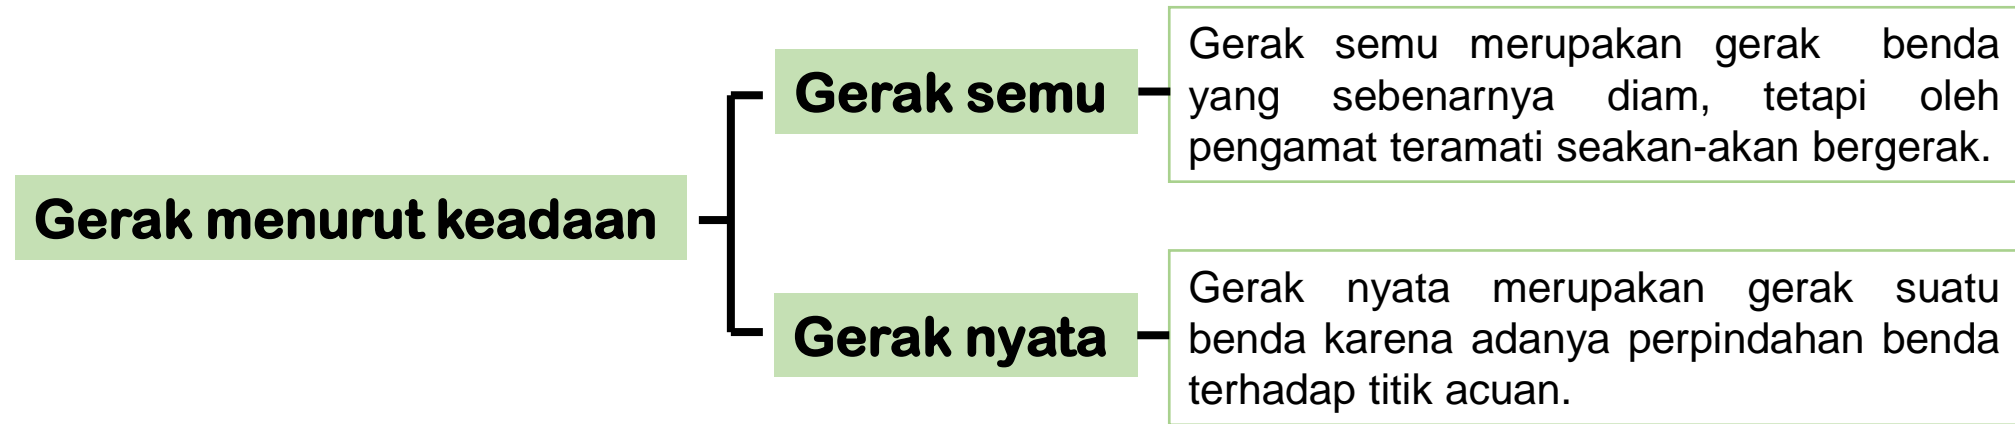 Gerak menurut keadaan
Gerak semu
Gerak semu merupakan gerak benda
yang sebenarnya diam, tetapi oleh
pengamat teramati seakan-akan bergerak.
Gerak nyata
Gerak nyata merupakan gerak suatu
benda karena adanya perpindahan benda
terhadap titik acuan.